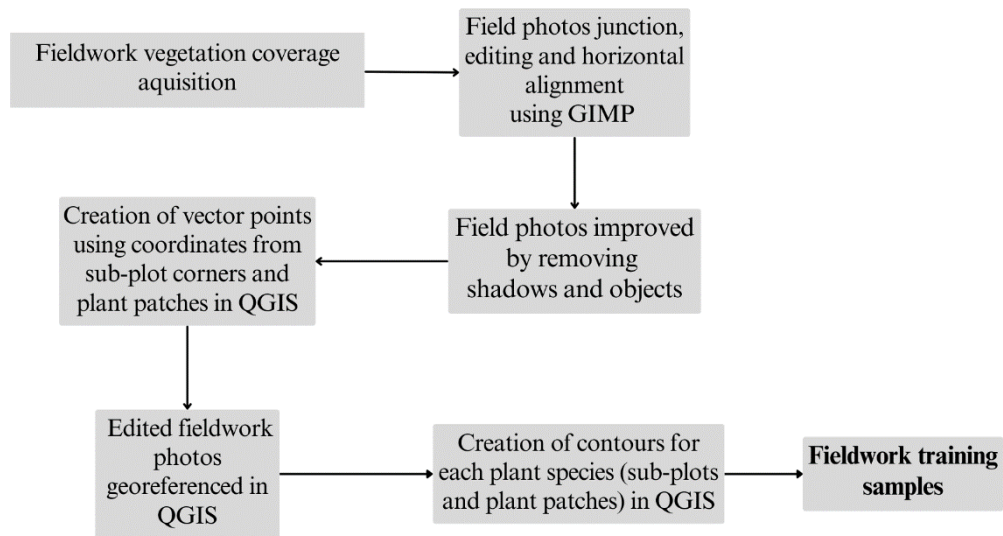 Fieldwork vegetation coverage
aquisition
Field photos junction,
editing and horizontal
alignment
using GIMP
Field photos improved
by removing
shadows and objects
Creation of vector points
using coordinates from
sub-plot corners and
plant patches in QGIS
Edited fieldwork
photos
georeferenced in
QGIS
Creation of contours for
each plant species (sub-plots
and plant patches) in QGIS
Fieldwork training
samples